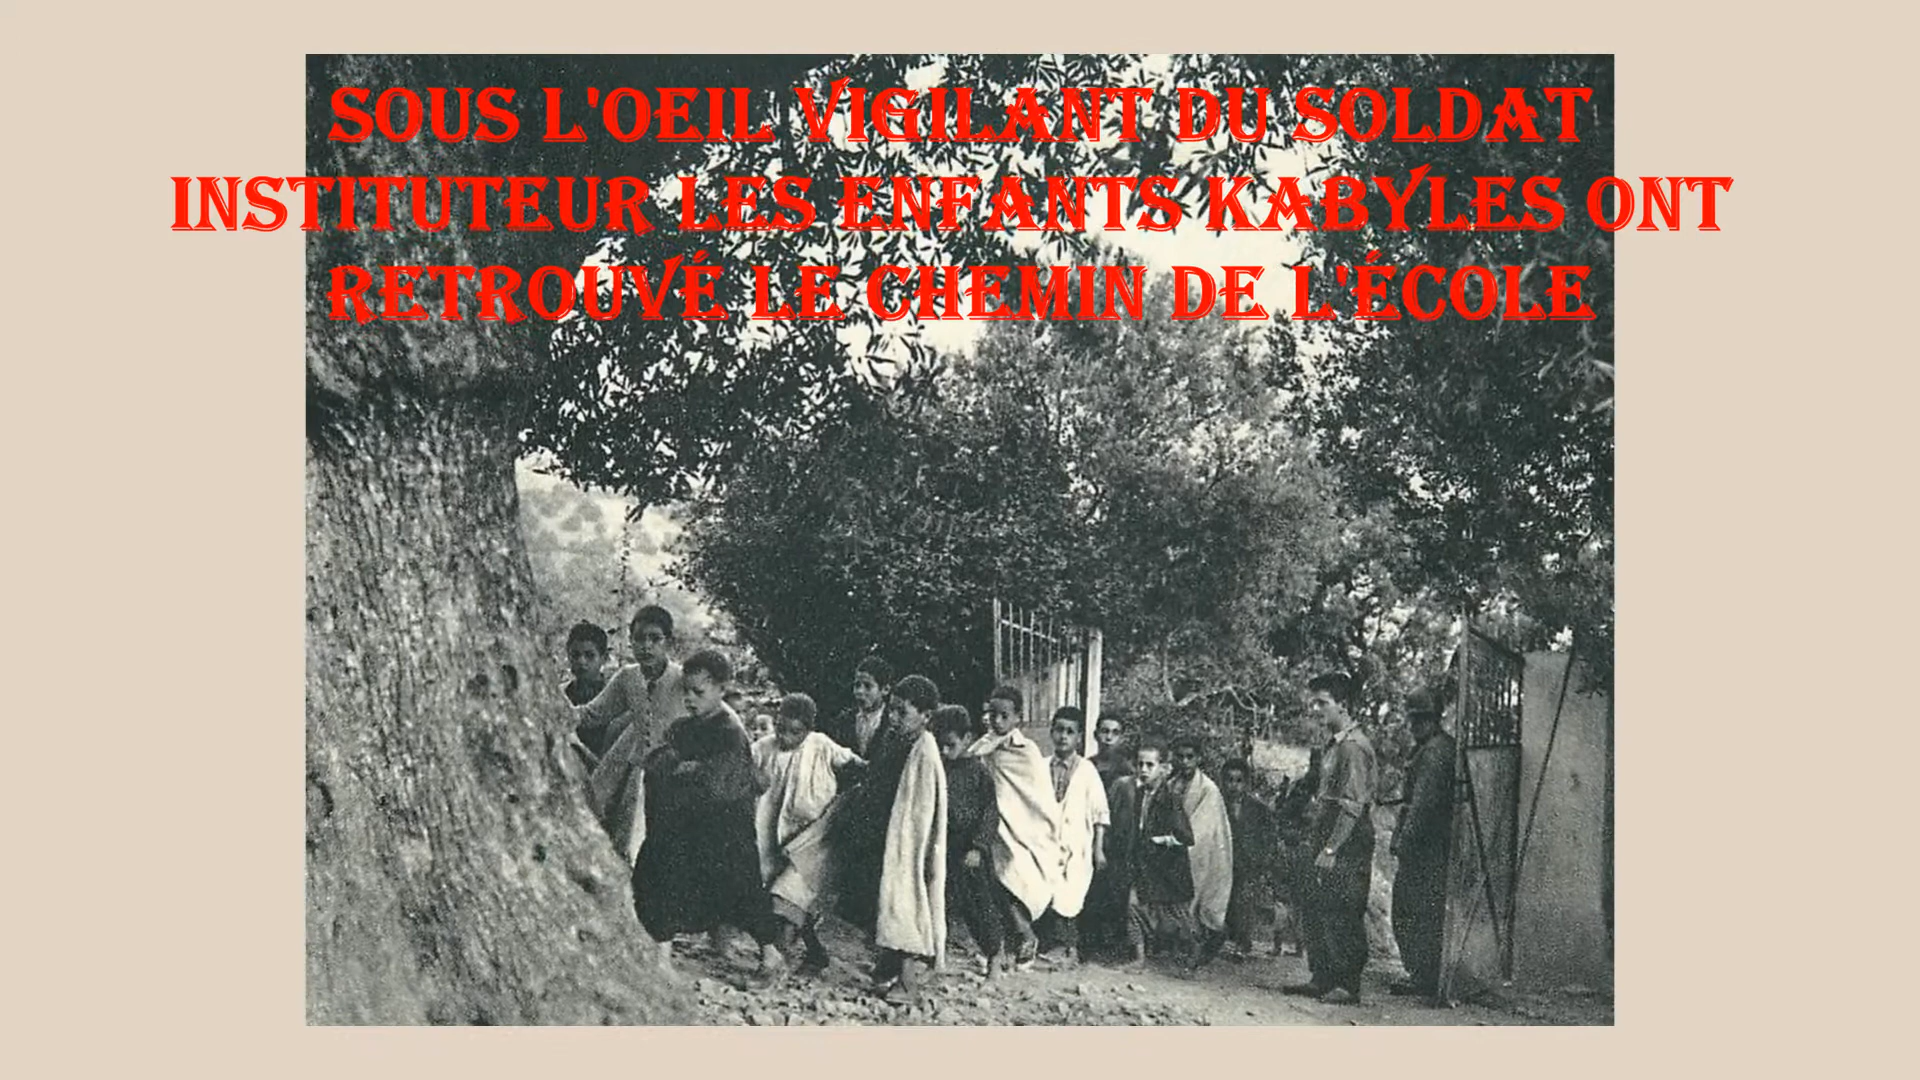 SOUS L'OEIL VIGILANT DU SOLDAT
INSTITUTEUR LES ENFANTS KABYLES ONT
RETROUVÉ LE CHEMIN DE L'ÉCOLE